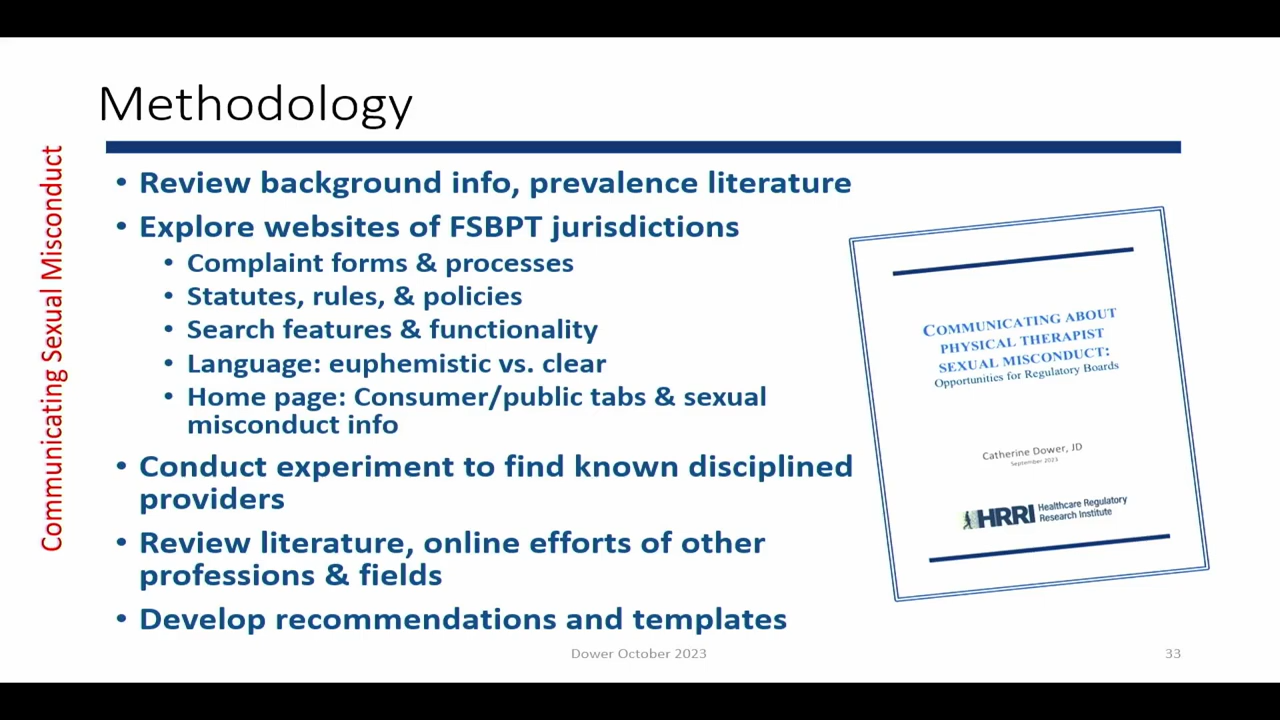 Methodology
Communicating Sexual Misconduct
• Review background info, prevalence literature
• Explore websites of FSBPT jurisdictions
• Complaint forms & processes
• Statutes, rules, & policies
• Search features & functionality
• Language: euphemistic vs. clear
• Home page: Consumer/public tabs & sexual
misconduct info
• Conduct experiment to find known disciplined
providers
• Review literature, online efforts of other
professions & fields
• Develop recommendations and templates
COMMUNICATING ABOUT
PHYSICAL THERAPIST
SEXUAL MISCONDUCT:
Opportunities for Regulatory Boards
Catherine Dower, JD
September 2023
HRRI Healthcare Regulatory
Research Institute
Dower October 2023
33